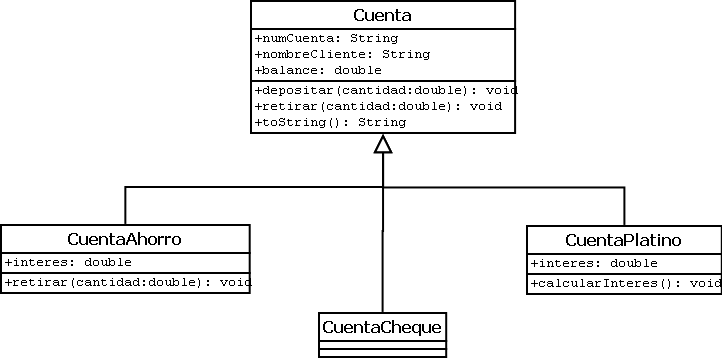 Cuenta
+numCuenta: String
+nombreCliente: String
+balance: double
+depositar(cantidad:double): void
+retirar(cantidad:double): void
+toString(): String
CuentaAhorro
+interes: double
+retirar(cantidad:double): void
CuentaPlatino
+interes: double
+calcularInteres(): void
CuentaCheque